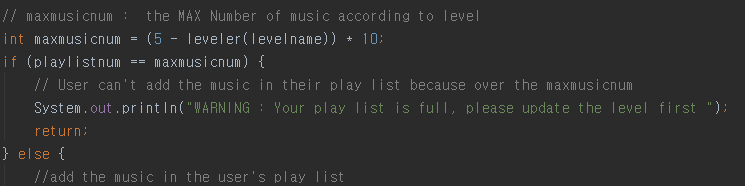 // maxmusicnum :  the MAX Number of music according to level
int maxmusicnum = (5 - leveler(levelname)) * 10;
if (playlistnum == maxmusicnum) {
    // User can't add the music in their play list because over the maxmusicnum
    System.out.println("WARNING : Your play list is full, please update the level first ");
    return;
} else {
    //add the music in the user's play list